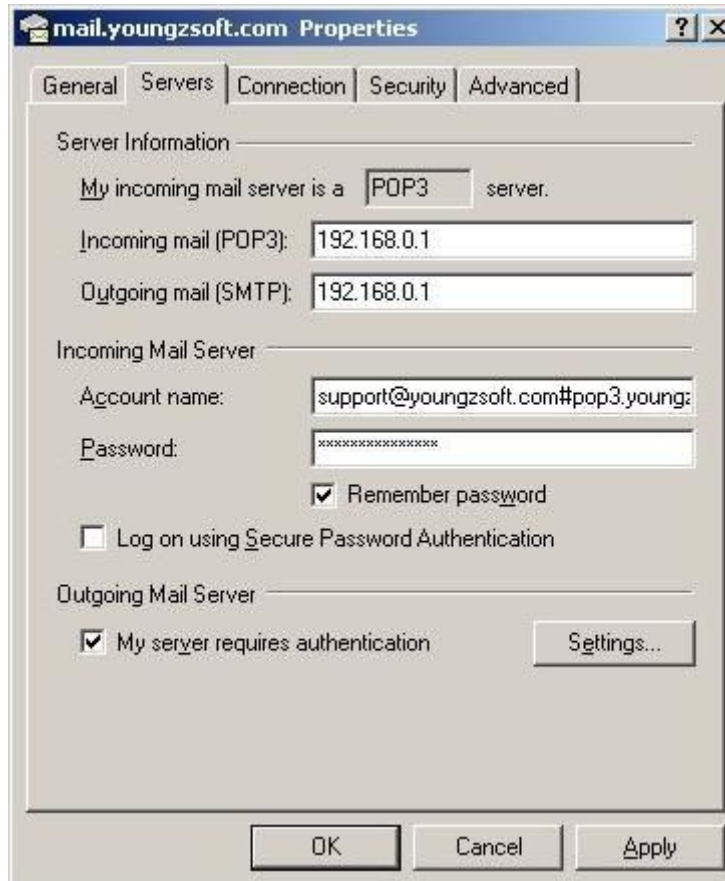 mail.youngzsoft.com Properties
General Servers Connection Security Advanced
Server Information
My incoming mail server is a POP3 server.
Incoming mail (POP3): 192.168.0.1
Outgoing mail (SMTP): 192.168.0.1
Incoming Mail Server
Account name: support@youngzsoft.com#pop3.youngz
Password: ***************
Remember password
Log on using Secure Password Authentication
Outgoing Mail Server
My server requires authentication Settings...
OK Cancel Apply